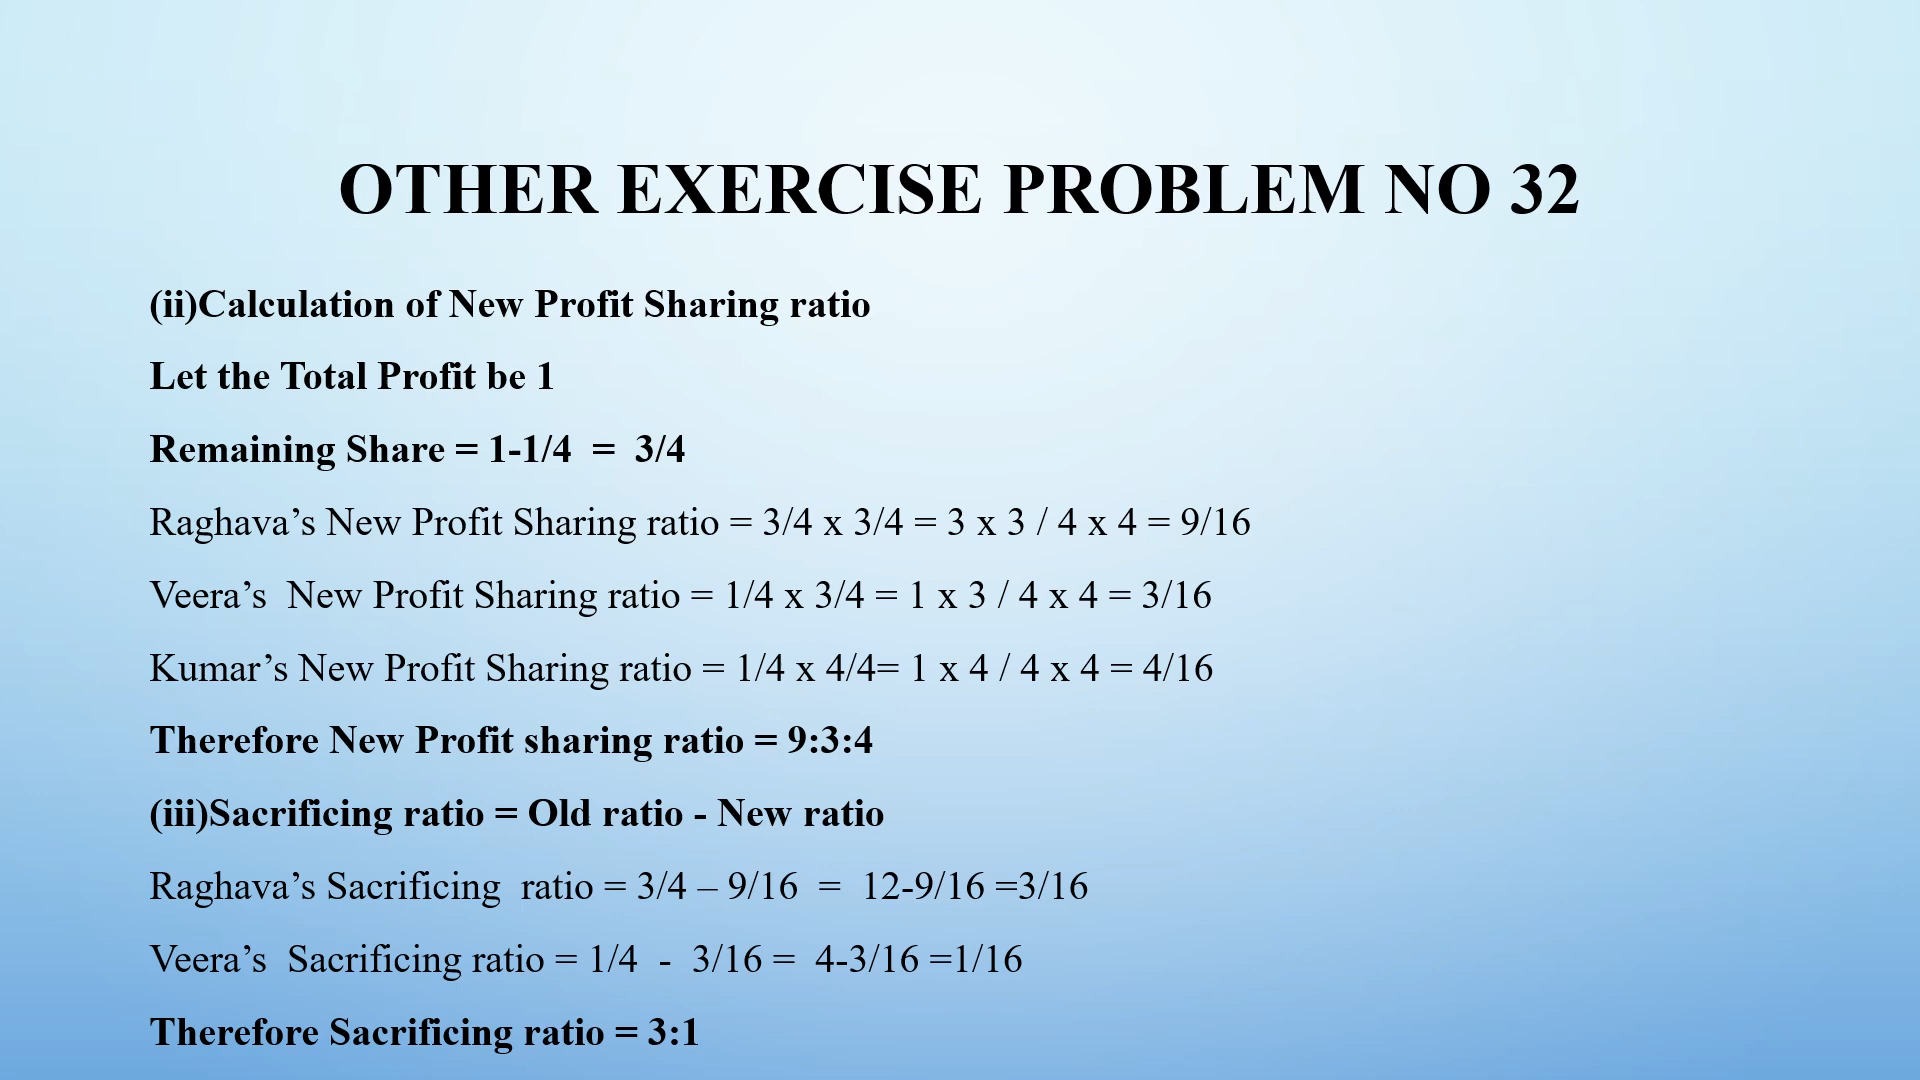 OTHER EXERCISE PROBLEM NO 32
(ii)Calculation of New Profit Sharing ratio
Let the Total Profit be 1
Remaining Share = 1-1/4  =  3/4
Raghava’s New Profit Sharing ratio = 3/4 x 3/4 = 3 x 3 / 4 x 4 = 9/16
Veera’s  New Profit Sharing ratio = 1/4 x 3/4 = 1 x 3 / 4 x 4 = 3/16
Kumar’s New Profit Sharing ratio = 1/4 x 4/4= 1 x 4 / 4 x 4 = 4/16
Therefore New Profit sharing ratio = 9:3:4
(iii)Sacrificing ratio = Old ratio - New ratio
Raghava’s Sacrificing  ratio = 3/4 – 9/16  =  12-9/16 =3/16
Veera’s  Sacrificing ratio = 1/4  -  3/16 =  4-3/16 =1/16
Therefore Sacrificing ratio = 3:1